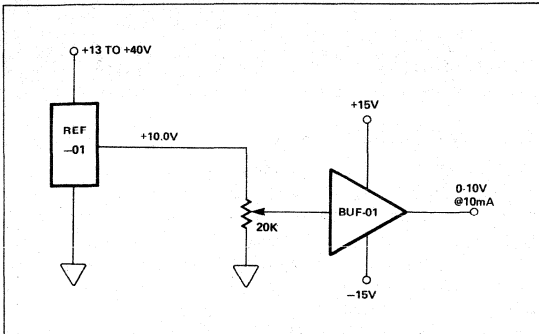 +13 TO +40V
REF
-01
+10.0V
20K
+15V
BUF-01
-15V
0-10V
@10mA